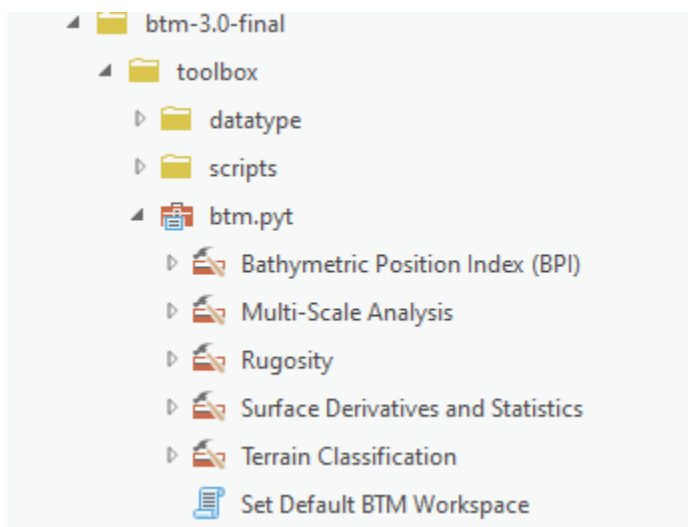 btm-3.0-final
toolbox
datatype
scripts
btm.pyt
Bathymetric Position Index (BPI)
Multi-Scale Analysis
Rugosity
Surface Derivatives and Statistics
Terrain Classification
Set Default BTM Workspace